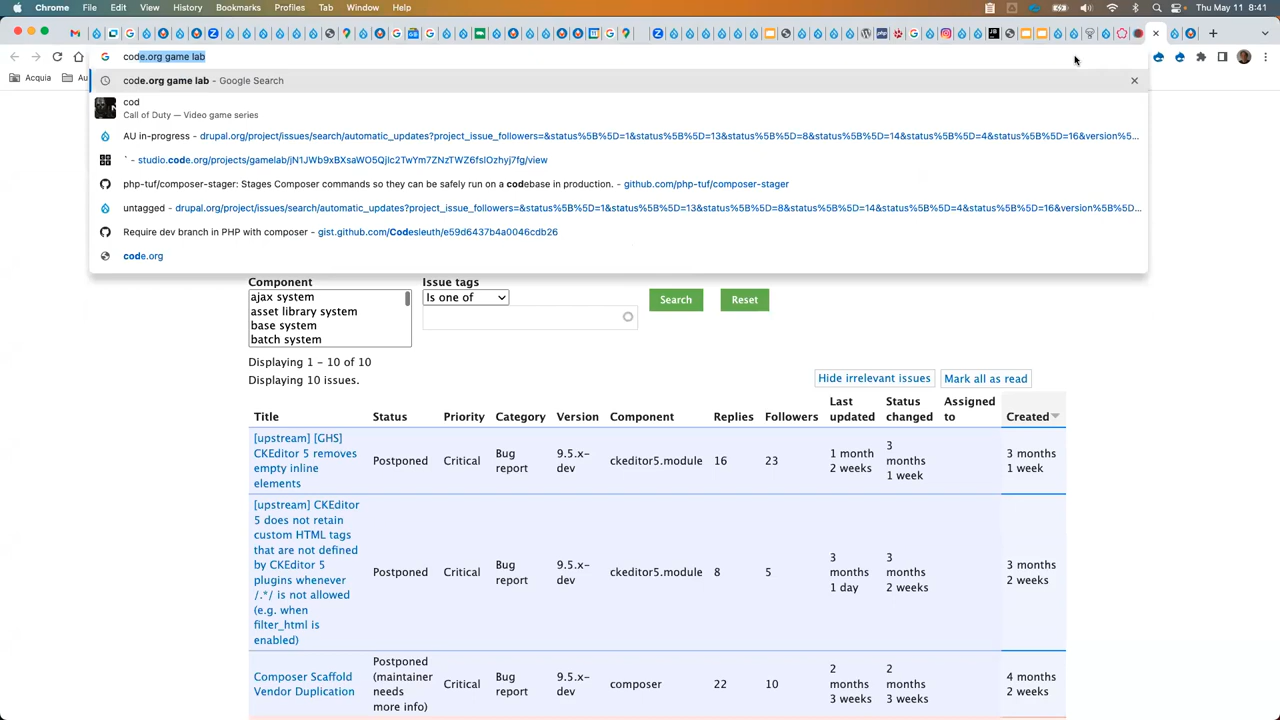 Chrome File Edit View History Bookmarks Profiles Tab Window Help Thu May 11 8:41
code.org game lab
Acquia Au
code.org game lab - Google Search
cod
Call of Duty — Video game series
AU in-progress - drupal.org/project/issues/search/automatic_updates?project_issue_followers=&status%5B%5D=1&status%5B%5D=13&status%5B%5D=8&status%5B%5D=14&status%5B%5D=4&status%5B%5D=16&version%5...
` - studio.code.org/projects/gamelab/jN1JWb9xBXsaWO5Qjlc2TwYm7ZNzTWZ6fslOzhyj7fg/view
php-tuf/composer-stager: Stages Composer commands so they can be safely run on a codebase in production. - github.com/php-tuf/composer-stager
untagged - drupal.org/project/issues/search/automatic_updates?project_issue_followers=&status%5B%5D=1&status%5B%5D=13&status%5B%5D=8&status%5B%5D=14&status%5B%5D=4&status%5B%5D=16&version%5B%5D...
Require dev branch in PHP with composer - gist.github.com/Codesleuth/e59d6437b4a0046cdb26
code.org
Component Issue tags
ajax system Is one of Search Reset
asset library system
base system
batch system
Displaying 1 – 10 of 10
Displaying 10 issues.
Hide irrelevant issues Mark all as read
Title Status Priority Category Version Component Replies Followers Last updated Status changed Assigned to Created
[upstream] [GHS]
CKEditor 5 removes
empty inline
elements
Postponed Critical Bug report 9.5.x-dev ckeditor5.module 16 23 1 month 2 weeks 3 months 1 week 3 months 1 week
[upstream] CKEditor
5 does not retain
custom HTML tags
that are not defined
by CKEditor 5
plugins whenever
/.*/ is not allowed
(e.g. when
filter_html is
enabled)
Postponed Critical Bug report 9.5.x-dev ckeditor5.module 8 5 3 months 1 day 3 months 2 weeks 3 months 2 weeks
Composer Scaffold
Vendor Duplication
Postponed (maintainer needs more info) Critical Bug report 9.5.x-dev composer 22 10 2 months 3 weeks 2 months 3 weeks 4 months 2 weeks